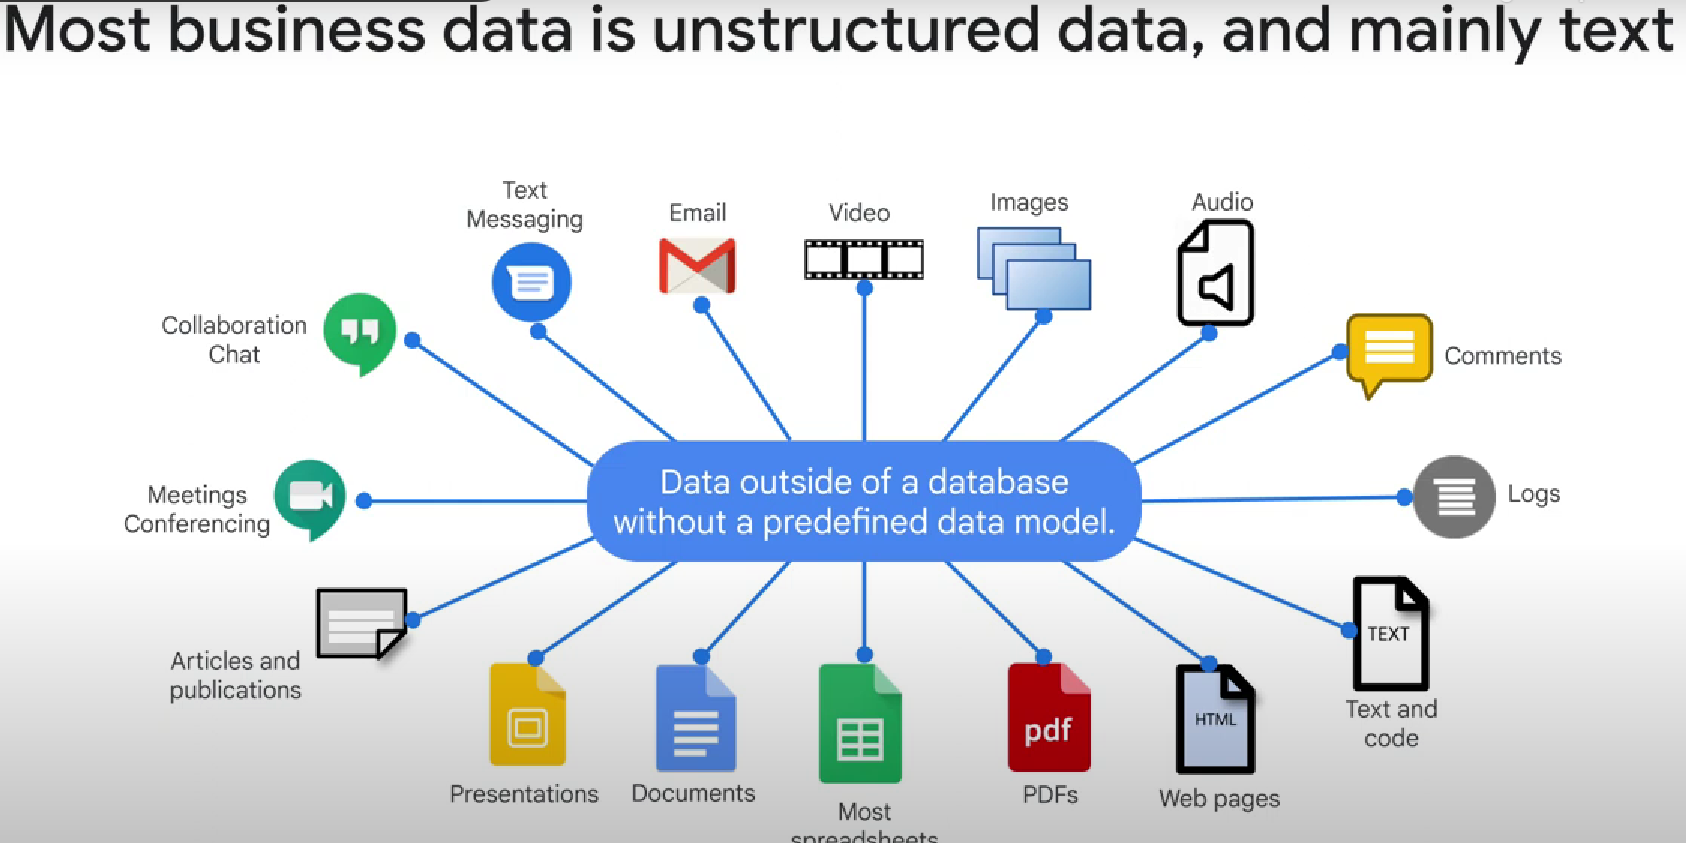 Most business data is unstructured data, and mainly text
Text
Messaging
Email
Video
Images
Audio
Collaboration
Chat
Comments
Data outside of a database
without a predefined data model.
Meetings
Conferencing
Logs
Articles and
publications
TEXT
Text and
code
pdf
HTML
Presentations
Documents
Most
spreadsheets
PDFs
Web pages